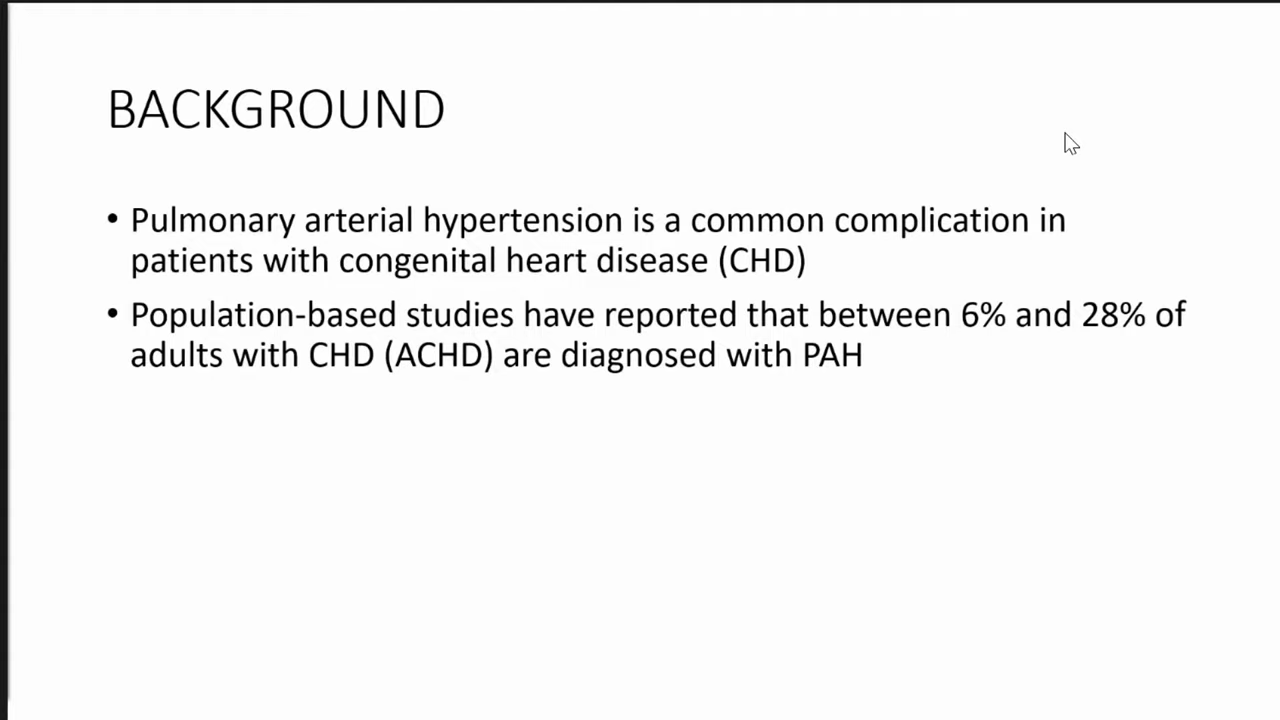 BACKGROUND
• Pulmonary arterial hypertension is a common complication in
patients with congenital heart disease (CHD)
• Population-based studies have reported that between 6% and 28% of
adults with CHD (ACHD) are diagnosed with PAH